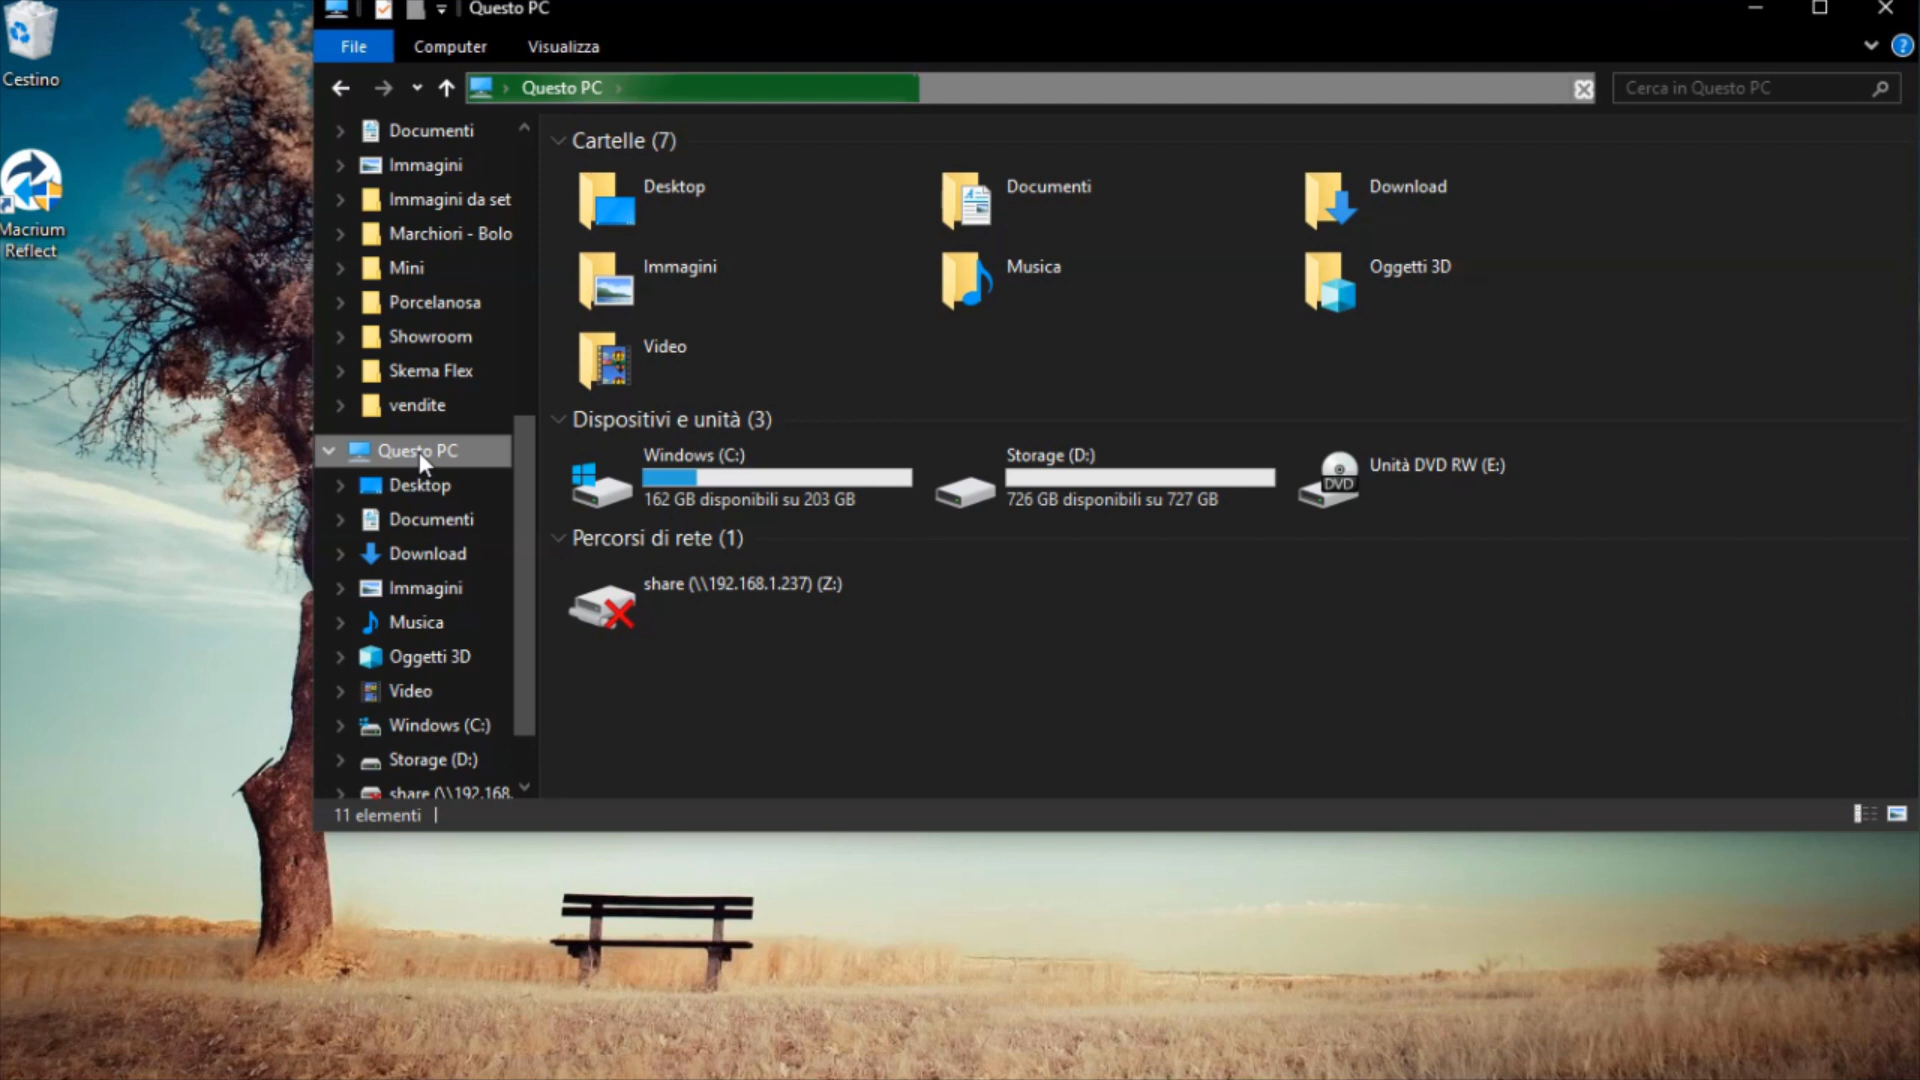 Cestino
Macrium
Reflect
Questo PC
File
Computer
Visualizza
?
Questo PC
Cerca in Questo PC
Documenti
Immagini
Immagini da set
Marchiori - Bolo
Mini
Porcelanosa
Showroom
Skema Flex
vendite
Questo PC
Desktop
Documenti
Download
Immagini
Musica
Oggetti 3D
Video
Windows (C:)
Storage (D:)
share (\\192.168.
Cartelle (7)
Desktop
Documenti
Download
Immagini
Musica
Oggetti 3D
Video
Dispositivi e unità (3)
Windows (C:)
162 GB disponibili su 203 GB
Storage (D:)
726 GB disponibili su 727 GB
DVD
Unità DVD RW (E:)
Percorsi di rete (1)
share (\\192.168.1.237) (Z:)
11 elementi